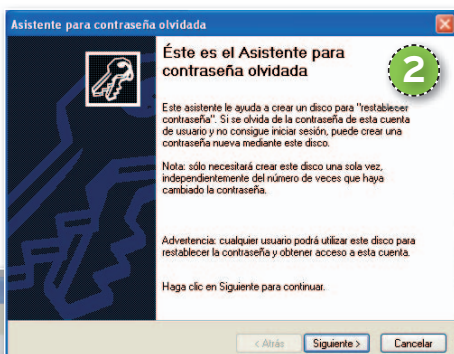 Asistente para contraseña olvidada
Éste es el Asistente para
contraseña olvidada
2
Este asistente le ayuda a crear un disco para "restablecer
contraseña". Si se olvida de la contraseña de esta cuenta
de usuario y no consigue iniciar sesión, puede crear una
contraseña nueva mediante este disco.
Nota: sólo necesitará crear este disco una sola vez,
independientemente del número de veces que haya
cambiado la contraseña.
Advertencia: cualquier usuario podrá utilizar este disco para
restablecer la contraseña y obtener acceso a esta cuenta.
Haga clic en Siguiente para continuar.
< Atrás Siguiente > Cancelar